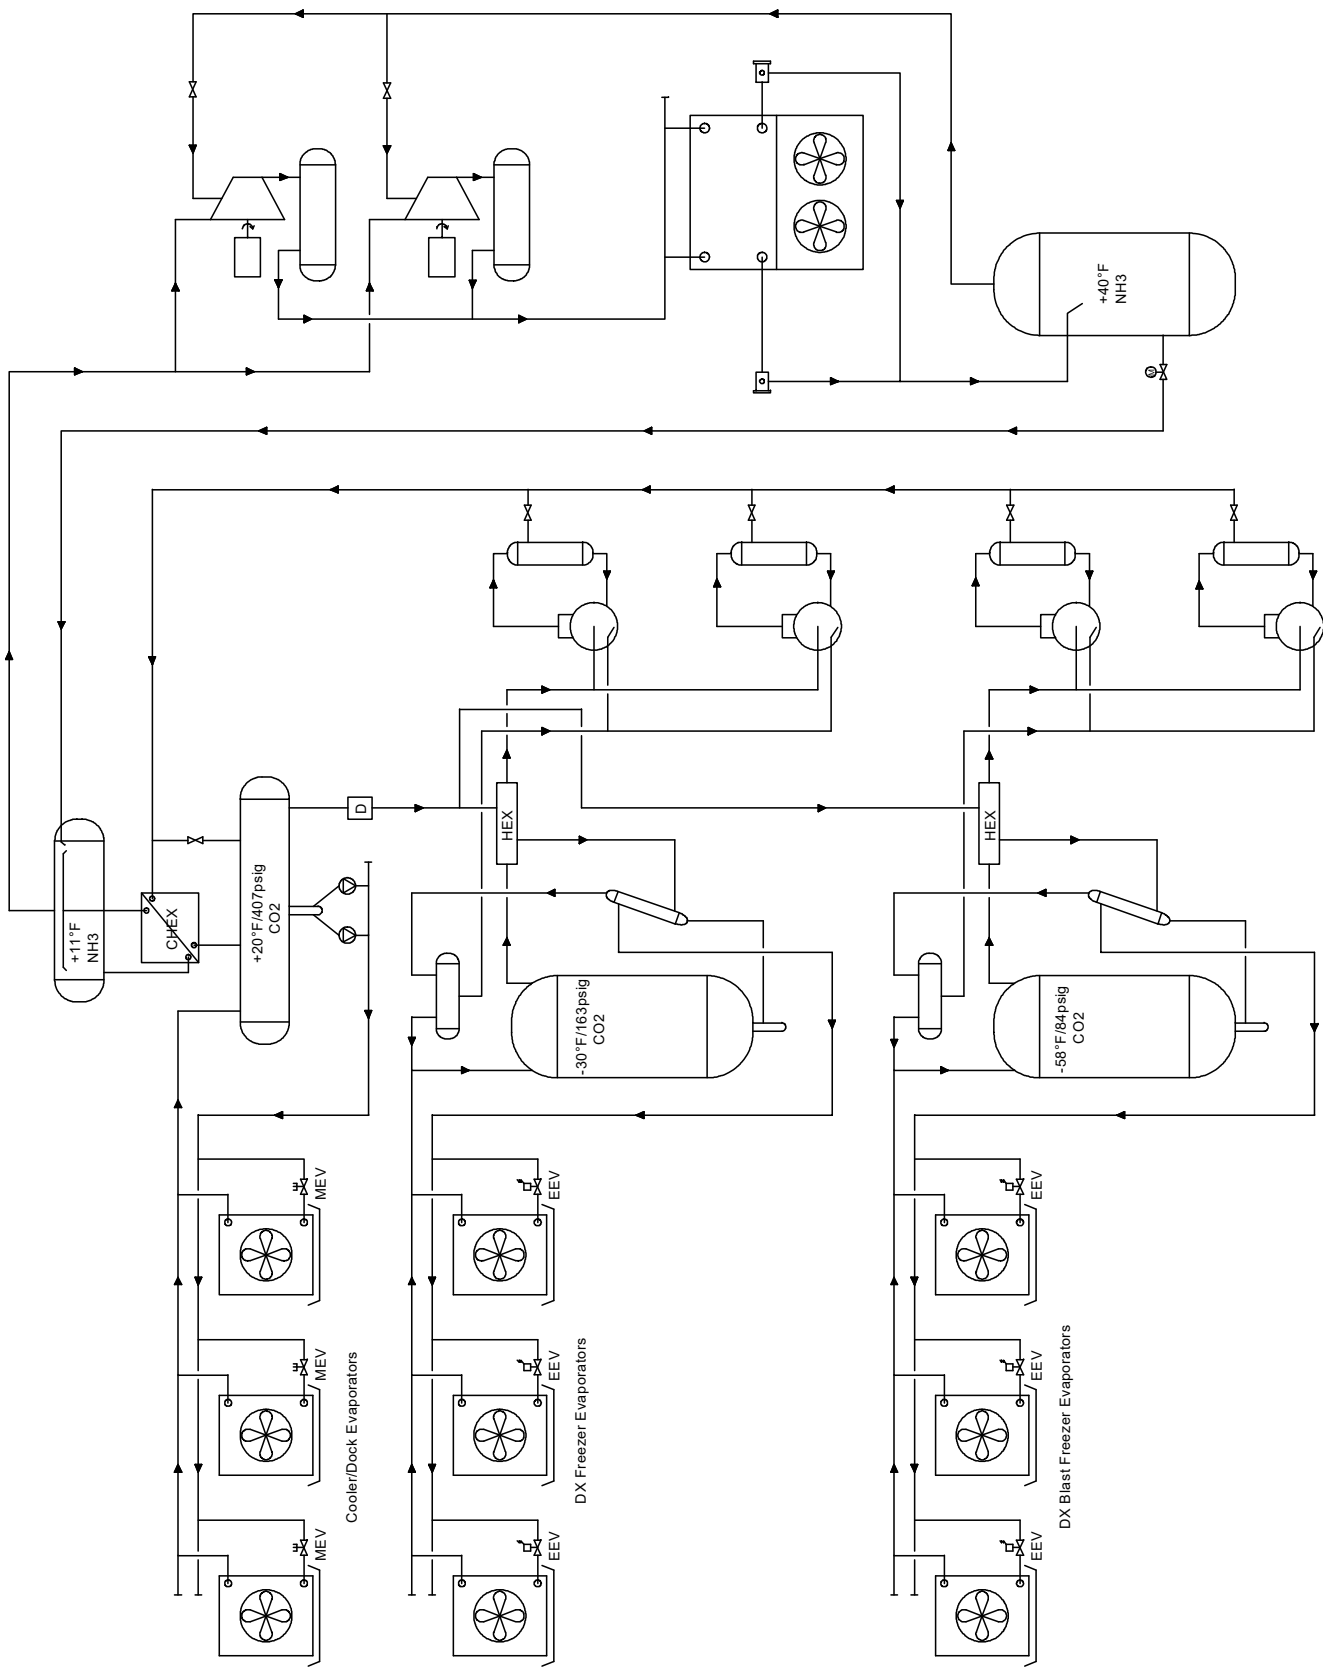 +40°F
NH3
M
+11°F
NH3
CHEX
+20°F/407psig
CO2
D
HEX
HEX
-30°F/163psig
CO2
-58°F/84psig
CO2
MEV
MEV
MEV
Cooler/Dock Evaporators
EEV
EEV
EEV
DX Freezer Evaporators
EEV
EEV
EEV
DX Blast Freezer Evaporators